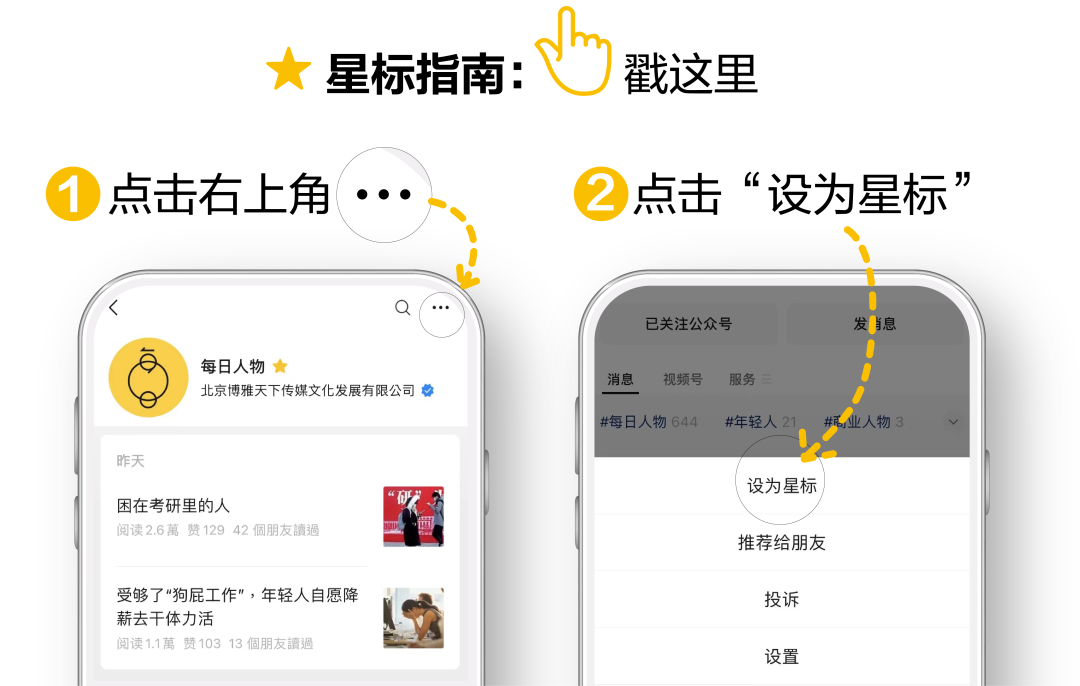 星标指南：戳这里
1 点击右上角 •••
2 点击“设为星标”
每日人物
北京博雅天下传媒文化发展有限公司
昨天
困在考研里的人
阅读2.6萬 赞129 42 個朋友讀過
“研”
受够了“狗屁工作”，年轻人自愿降
薪去干体力活
阅读1.1萬 赞103 13 個朋友讀過
已关注公众号
发消息
消息 视频号 服务
#每日人物 644 #年轻人 21 #商业人物 3
设为星标
推荐给朋友
投诉
设置